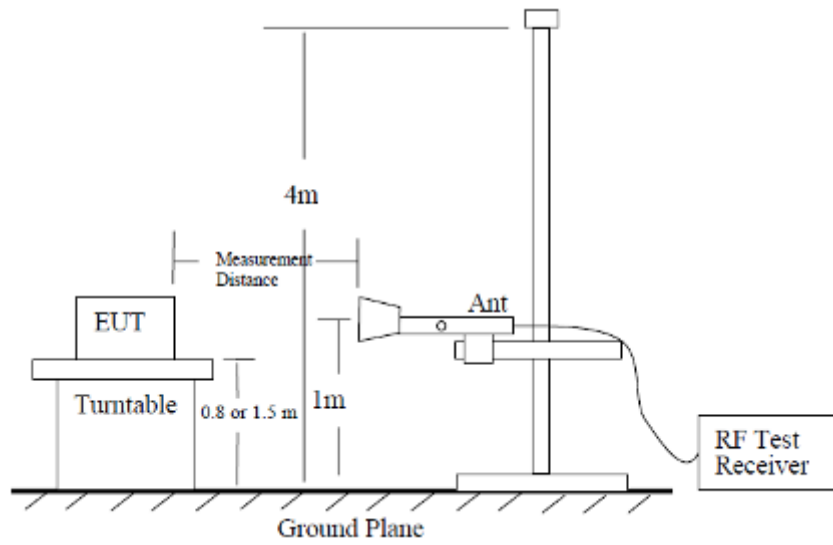 4m
Measurement
Distance
EUT
Ant
Turntable
0.8 or 1.5 m
1m
RF Test
Receiver
Ground Plane